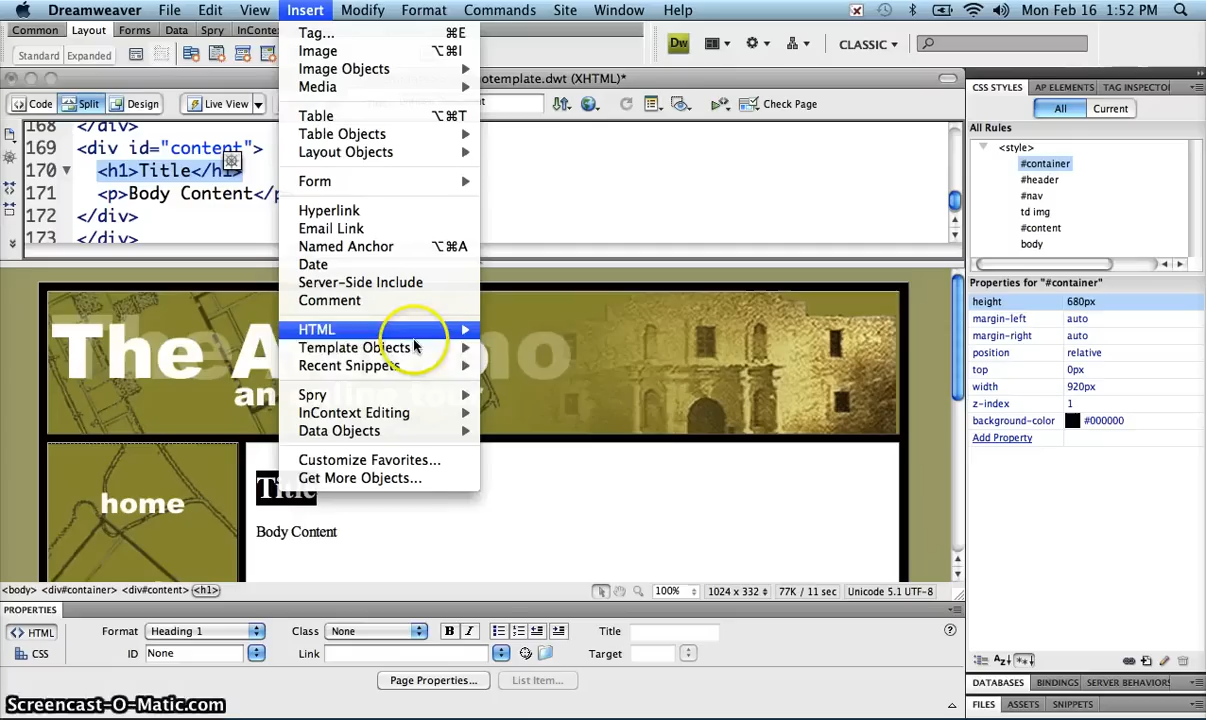 Dreamweaver File Edit View Insert Modify Format Commands Site Window Help Mon Feb 16 1:52 PM
Common Layout Forms Data Spry InConte
Standard Expanded
Dw CLASSIC
Tag... ⌘E
Image ⌥⌘I
Image Objects
Media
Table ⌥⌘T
Table Objects
Layout Objects
Form
Hyperlink
Email Link
Named Anchor ⌥⌘A
Date
Server-Side Include
Comment
HTML
Template Objects
Recent Snippets
Spry
InContext Editing
Data Objects
Customize Favorites...
Get More Objects...
otemplate.dwt (XHTML)*
Code Split Design Live View Check Page
168 </div>
169 <div id="content">
170 <h1>Title</h1>
171 <p>Body Content</p
172 </div>
173 </div>
The A mo
an online tour
home
Title
Body Content
<body> <div#container> <div#content> <h1> 100% 1024 x 332 77K / 11 sec Unicode 5.1 UTF-8
PROPERTIES
HTML Format Heading 1 Class None B I Title
CSS ID None Link Target
Page Properties... List Item...
CSS STYLES AP ELEMENTS TAG INSPECTO
All Current
All Rules
<style>
#container
#header
#nav
td img
#content
body
Properties for "#container"
height 680px
margin-left auto
margin-right auto
position relative
top 0px
width 920px
z-index 1
background-color #000000
Add Property
DATABASES BINDINGS SERVER BEHAVIORS
FILES ASSETS SNIPPETS
Screencast-O-Matic.com